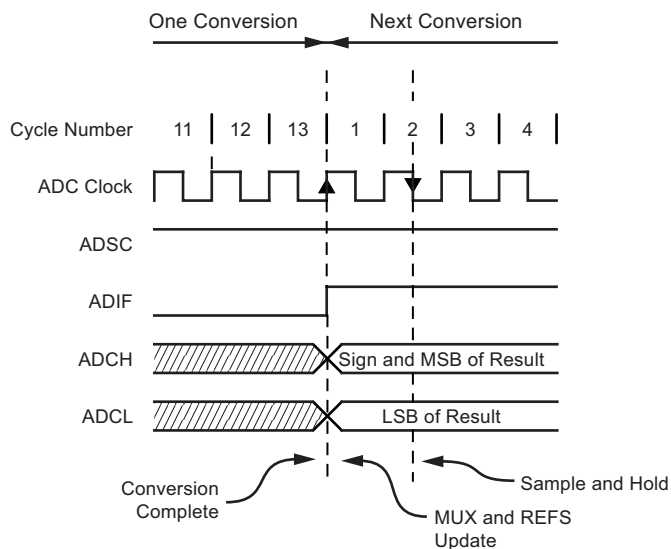 One Conversion Next Conversion
Cycle Number 11 12 13 1 2 3 4
ADC Clock
ADSC
ADIF
ADCH Sign and MSB of Result
ADCL LSB of Result
Conversion
Complete
MUX and REFS
Update
Sample and Hold